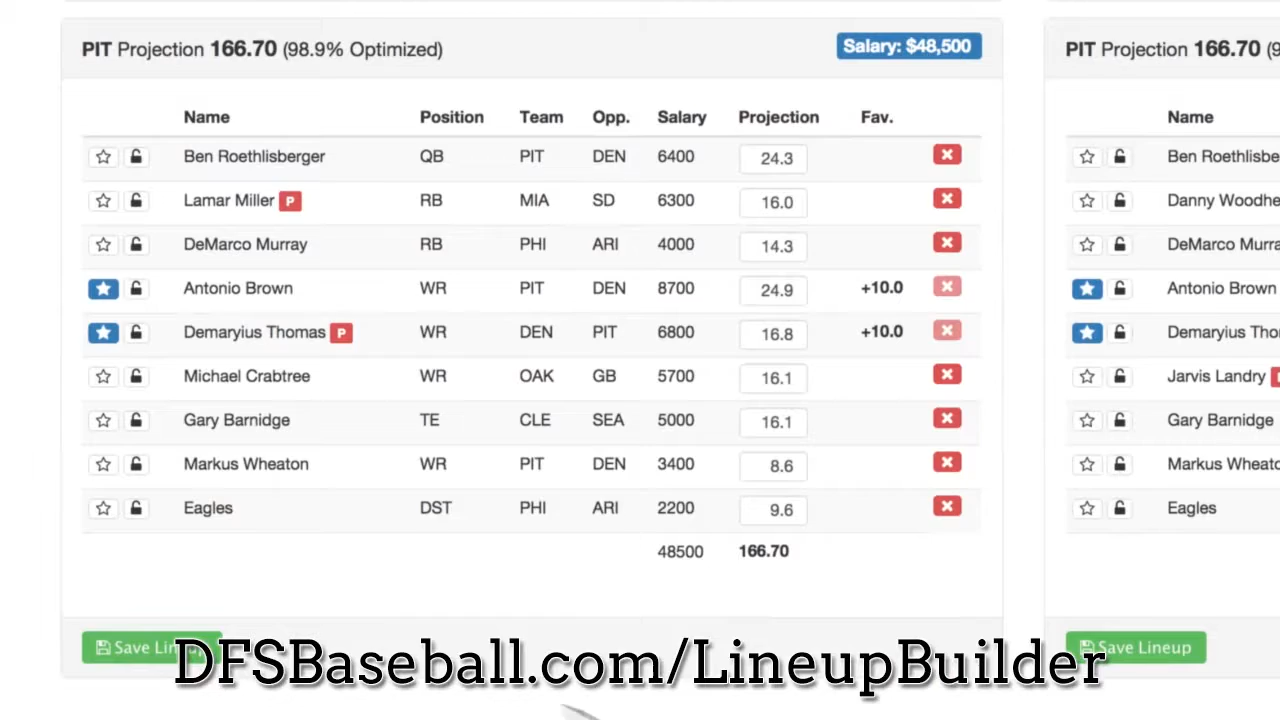 PIT Projection 166.70 (98.9% Optimized) Salary: $48,500
Name Position Team Opp. Salary Projection Fav.
Ben Roethlisberger QB PIT DEN 6400 24.3
Lamar Miller P RB MIA SD 6300 16.0
DeMarco Murray RB PHI ARI 4000 14.3
Antonio Brown WR PIT DEN 8700 24.9 +10.0
Demaryius Thomas P WR DEN PIT 6800 16.8 +10.0
Michael Crabtree WR OAK GB 5700 16.1
Gary Barnidge TE CLE SEA 5000 16.1
Markus Wheaton WR PIT DEN 3400 8.6
Eagles DST PHI ARI 2200 9.6
48500 166.70
Save Lin
PIT Projection 166.70 (9
Name
Ben Roethlisbe
Danny Woodhe
DeMarco Murra
Antonio Brown
Demaryius Tho
Jarvis Landry
Gary Barnidge
Markus Wheato
Eagles
Save Lineup
DFSBaseball.com/LineupBuilder